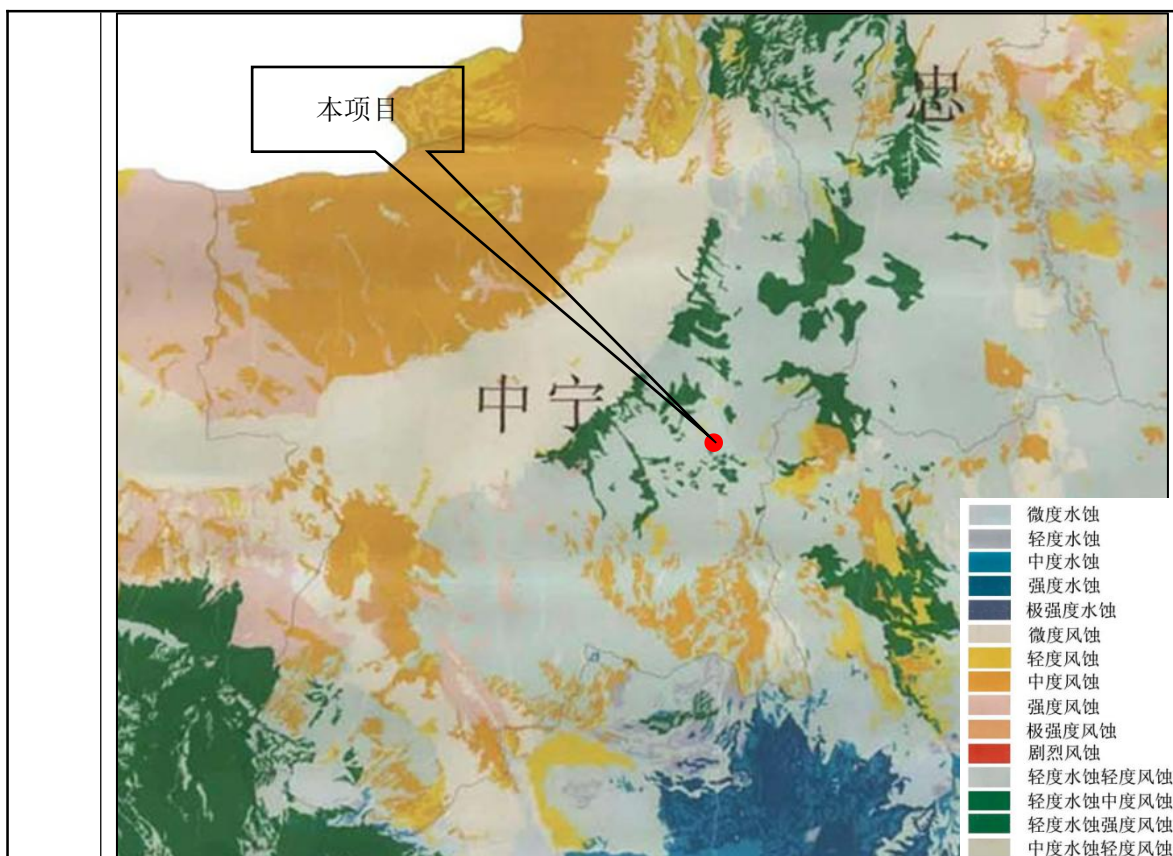 忠
本项目
中宁
微度水蚀
轻度水蚀
中度水蚀
强度水蚀
极强度水蚀
微度风蚀
轻度风蚀
中度风蚀
强度风蚀
极强度风蚀
剧烈风蚀
轻度水蚀轻度风蚀
轻度水蚀中度风蚀
轻度水蚀强度风蚀
中度水蚀轻度风蚀